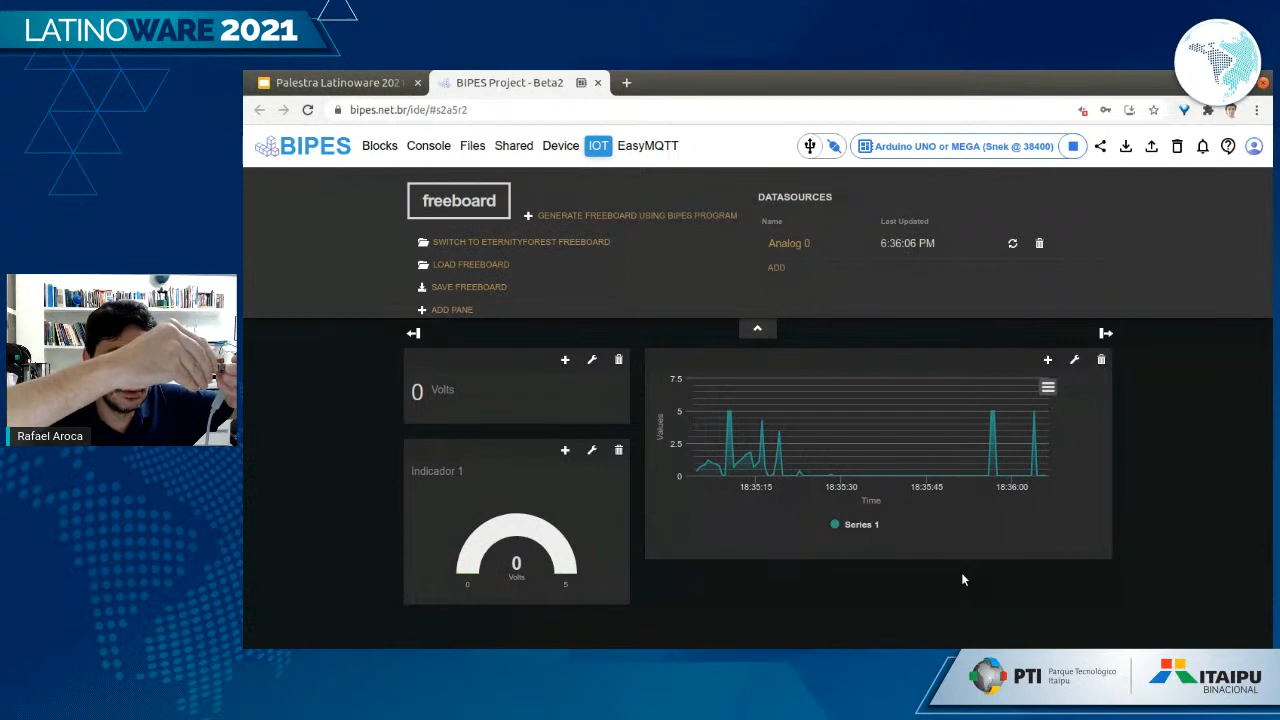 LATINOWARE 2021
Palestra Latinoware 202
BIPES Project - Beta2
bipes.net.br/ide/#s2a5r2
BIPES
Blocks
Console
Files
Shared
Device
IOT
EasyMQTT
Arduino UNO or MEGA (Snek @ 38400)
freeboard
GENERATE FREEBOARD USING BIPES PROGRAM
SWITCH TO ETERNITYFOREST FREEBOARD
LOAD FREEBOARD
SAVE FREEBOARD
ADD PANE
DATASOURCES
Name
Last Updated
Analog 0
6:36:06 PM
ADD
0 Volts
Indicador 1
0
Volts
0
5
7.5
5
2.5
0
Values
18:35:15
18:35:30
18:35:45
18:36:00
Time
Series 1
Rafael Aroca
PTI
Parque Tecnológico
Itaipu
ITAIPU
BINACIONAL